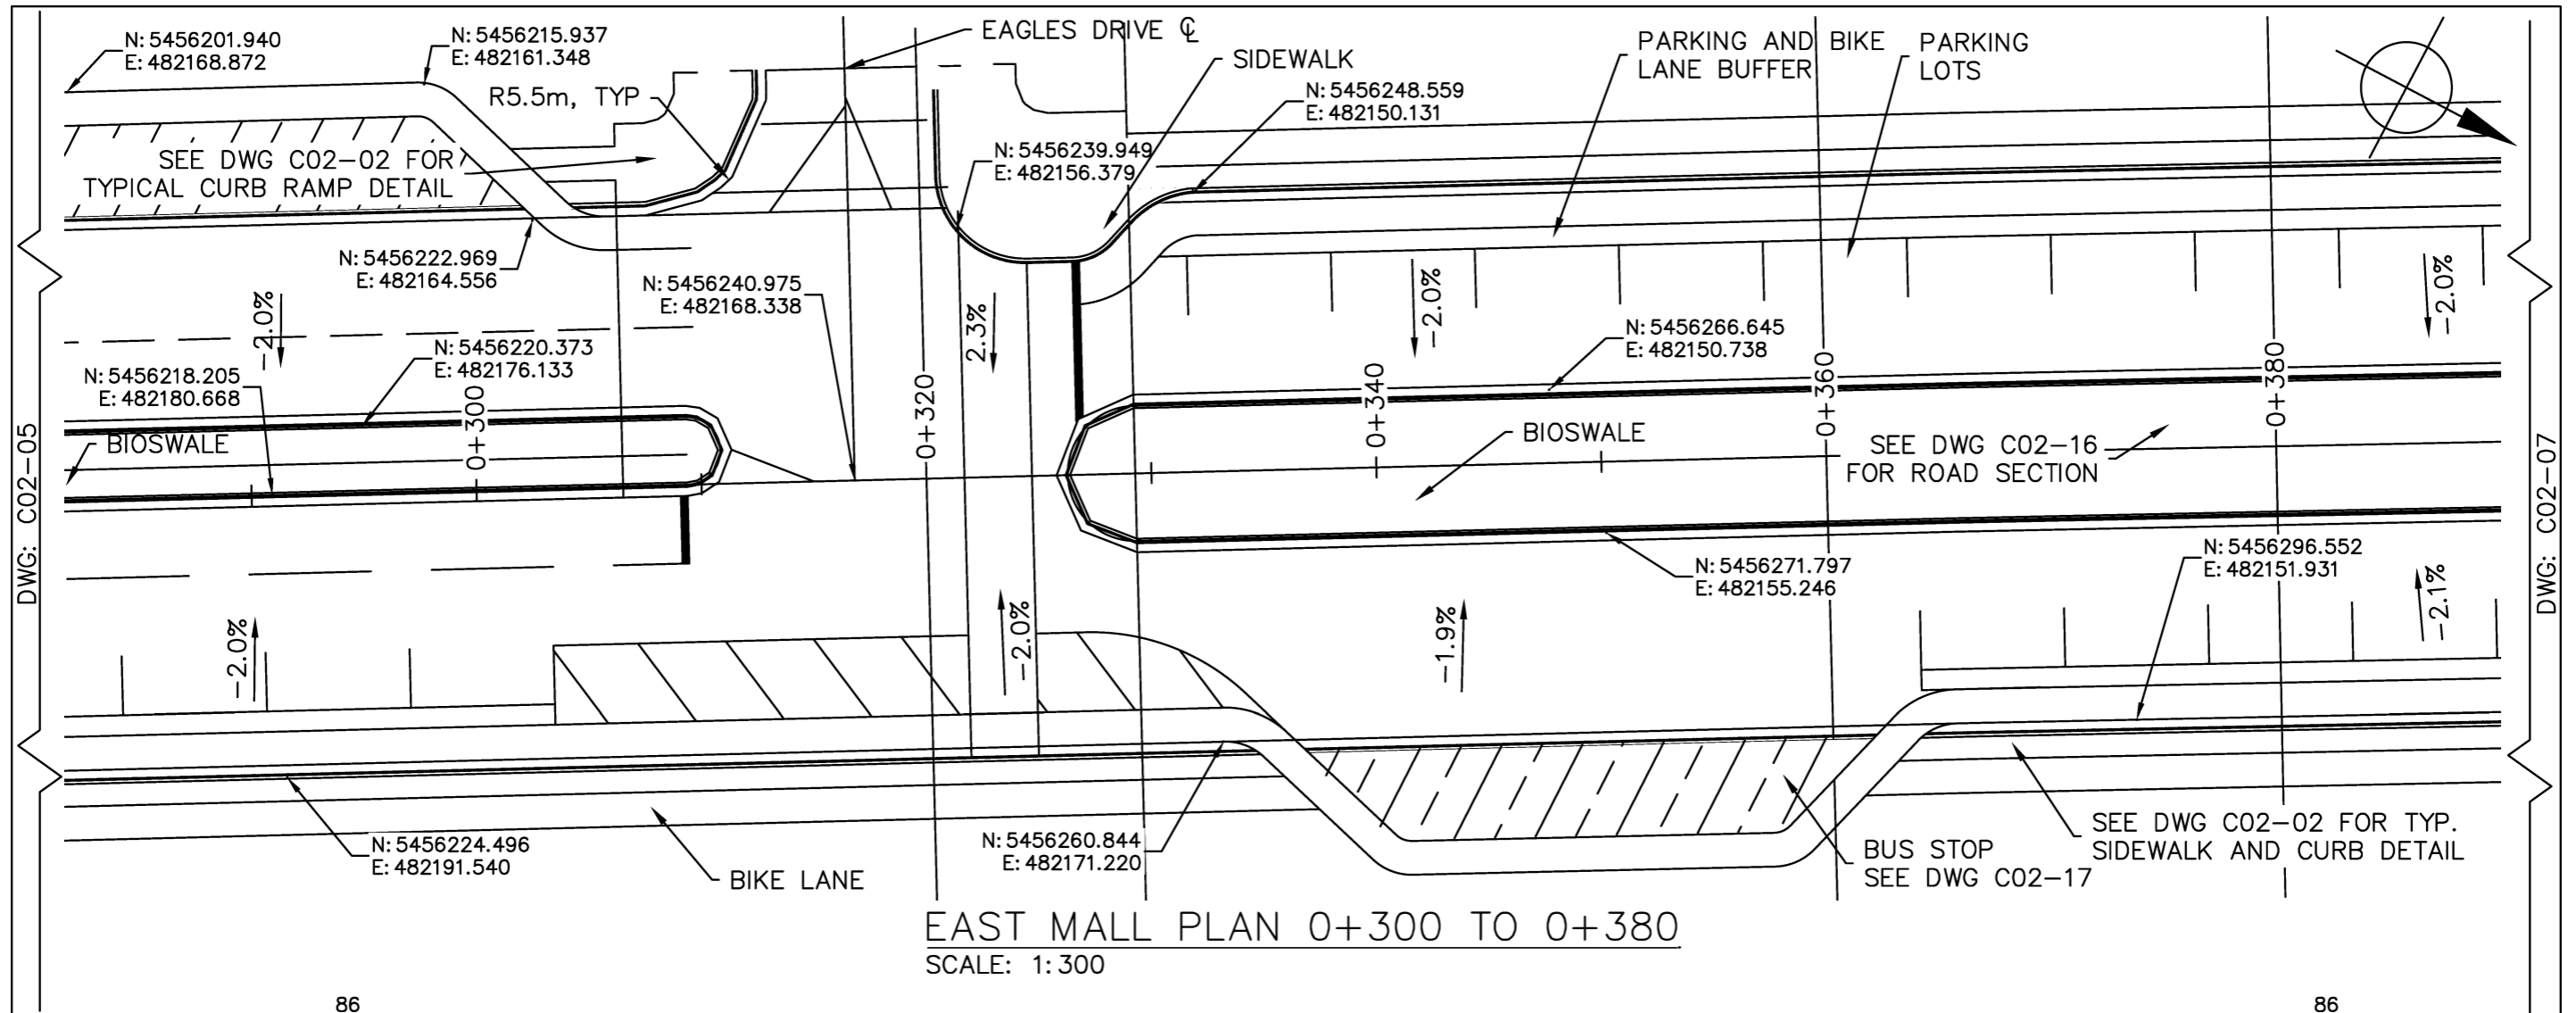 N: 5456201.940
E: 482168.872
N: 5456215.937
E: 482161.348
EAGLES DRIVE ℄
SIDEWALK
PARKING AND BIKE
LANE BUFFER
PARKING
LOTS
R5.5m, TYP
N: 5456248.559
E: 482150.131
SEE DWG C02-02 FOR
TYPICAL CURB RAMP DETAIL
N: 5456239.949
E: 482156.379
N: 5456222.969
E: 482164.556
N: 5456240.975
E: 482168.338
-2.0%
2.3%
-2.0%
-2.0%
N: 5456220.373
E: 482176.133
N: 5456266.645
E: 482150.738
N: 5456218.205
E: 482180.668
0+300
0+320
0+340
0+360
0+380
BIOSWALE
BIOSWALE
SEE DWG C02-16
FOR ROAD SECTION
DWG: C02-05
DWG: C02-07
N: 5456271.797
E: 482155.246
N: 5456296.552
E: 482151.931
-2.0%
-2.0%
-1.9%
-2.1%
N: 5456224.496
E: 482191.540
BIKE LANE
N: 5456260.844
E: 482171.220
BUS STOP
SEE DWG C02-17
SEE DWG C02-02 FOR TYP.
SIDEWALK AND CURB DETAIL
EAST MALL PLAN 0+300 TO 0+380
SCALE: 1:300
86
86